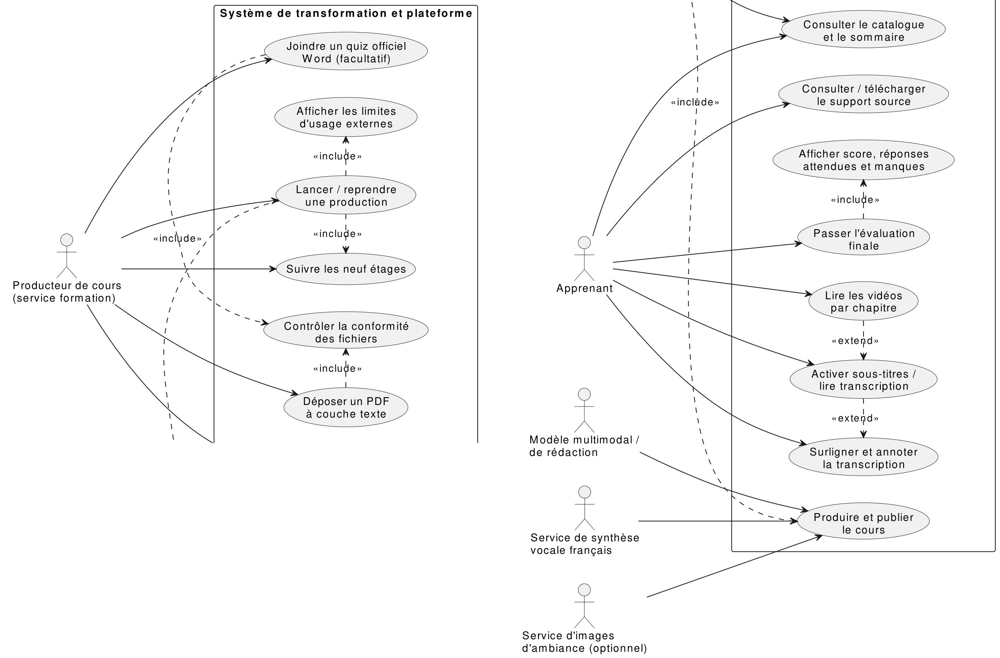 Système de transformation et plateforme
Joindre un quiz officiel
Word (facultatif)
Afficher les limites
d'usage externes
«include»
Lancer / reprendre
une production
«include»
«include»
Suivre les neuf étages
Producteur de cours
(service formation)
Contrôler la conformité
des fichiers
«include»
Déposer un PDF
à couche texte
Consulter le catalogue
et le sommaire
Consulter / télécharger
le support source
«include»
Afficher score, réponses
attendues et manques
«include»
Passer l'évaluation
finale
Apprenant
Lire les vidéos
par chapitre
«extend»
Activer sous-titres /
lire transcription
«extend»
Modèle multimodal /
de rédaction
Surligner et annoter
la transcription
Produire et publier
le cours
Service de synthèse
vocale français
Service d'images
d'ambiance (optionnel)